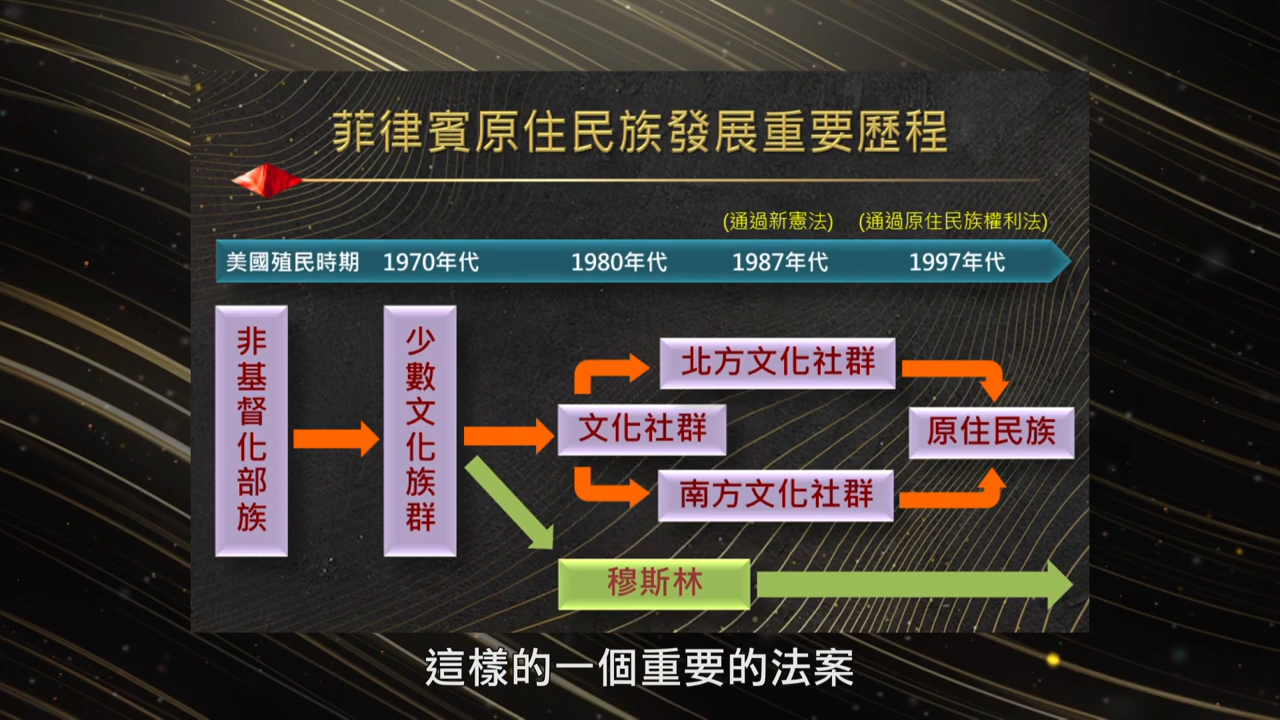 菲律賓原住民族發展重要歷程
(通過新憲法) (通過原住民族權利法)
美國殖民時期 1970年代 1980年代 1987年代 1997年代
非基督化部族
少數文化族群
文化社群
北方文化社群
南方文化社群
原住民族
穆斯林
這樣的一個重要的法案